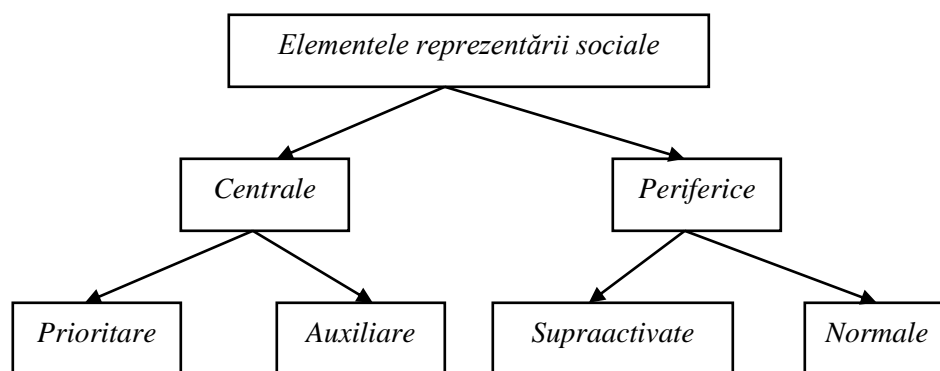 Elementele reprezentării sociale
Centrale
Periferice
Prioritare
Auxiliare
Supraactivate
Normale